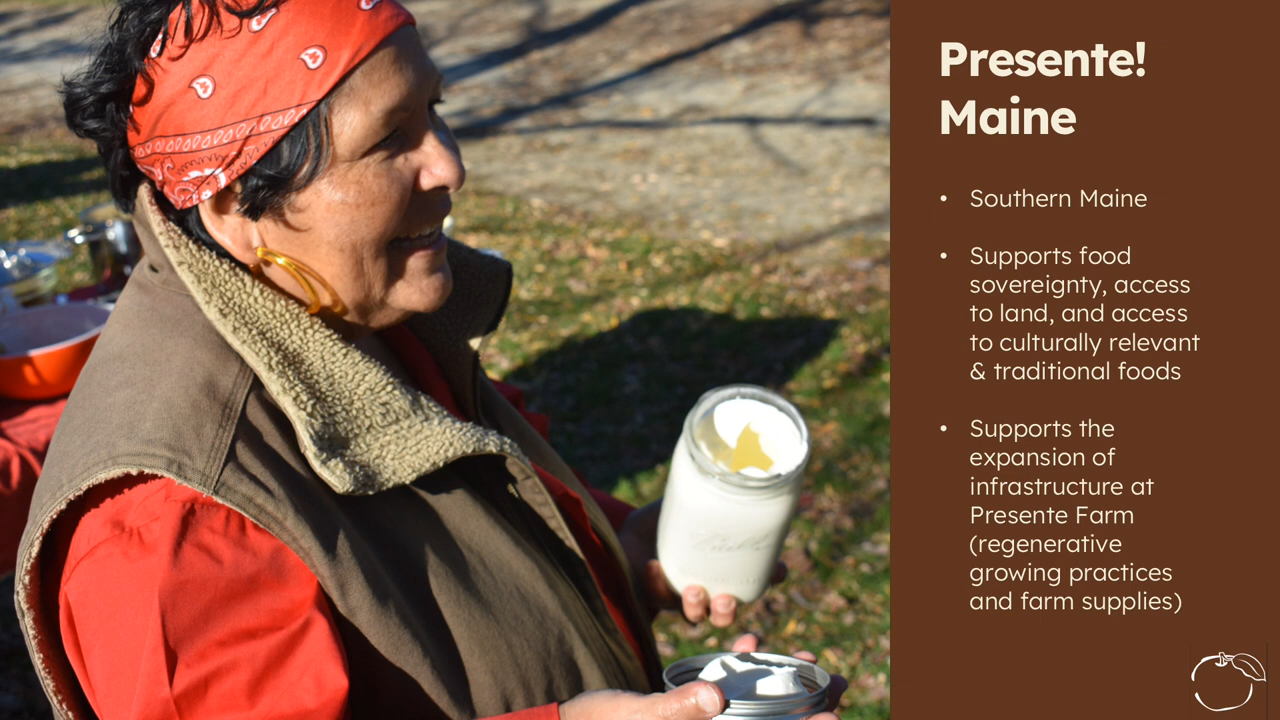 Presente!
Maine
• Southern Maine
• Supports food
sovereignty, access
to land, and access
to culturally relevant
& traditional foods
• Supports the
expansion of
infrastructure at
Presente Farm
(regenerative
growing practices
and farm supplies)